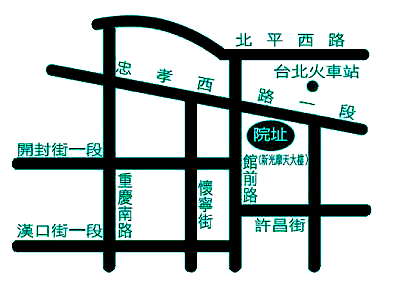 北平西路
台北火車站
忠孝西路一段
院址
(新光摩天大樓)
開封街一段
館前路
重慶南路
懷寧街
許昌街
漢口街一段